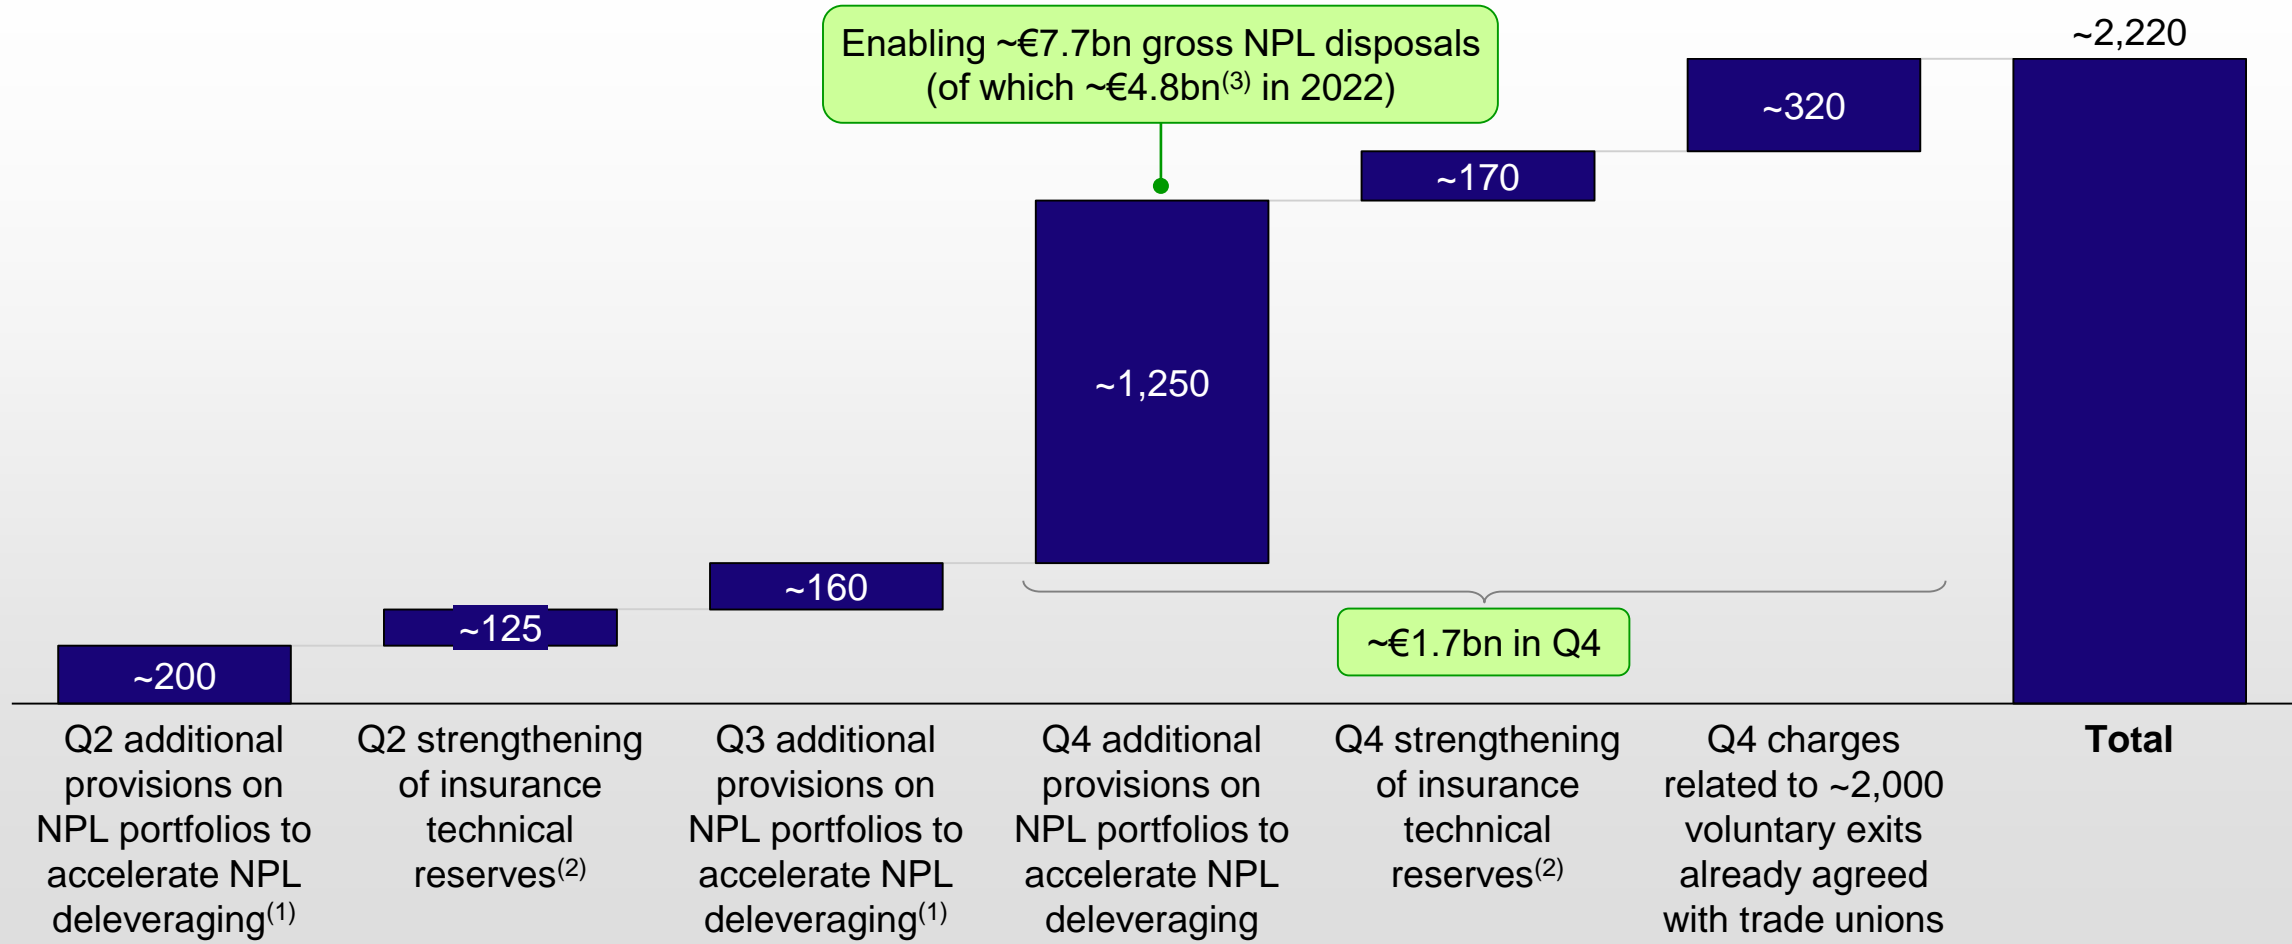 Enabling ~€7.7bn gross NPL disposals
(of which ~€4.8bn(3) in 2022)
~2,220
~320
~170
~1,250
~160
~125
~200
~€1.7bn in Q4
Q2 additional
provisions on
NPL portfolios to
accelerate NPL
deleveraging(1)
Q2 strengthening
of insurance
technical
reserves(2)
Q3 additional
provisions on
NPL portfolios to
accelerate NPL
deleveraging(1)
Q4 additional
provisions on
NPL portfolios to
accelerate NPL
deleveraging
Q4 strengthening
of insurance
technical
reserves(2)
Q4 charges
related to ~2,000
voluntary exits
already agreed
with trade unions
Total